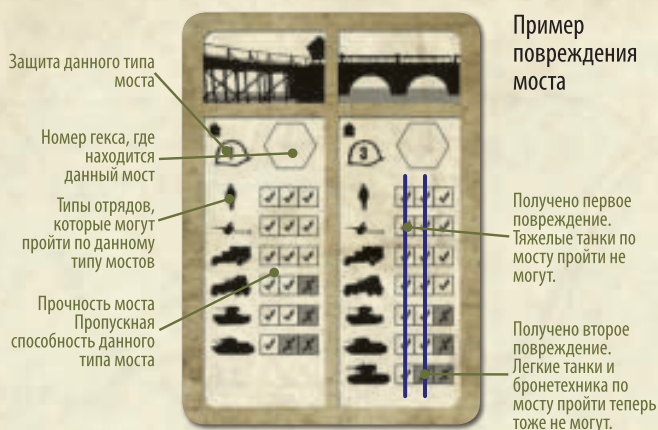 Пример
повреждения
моста
Защита данного типа
моста
Номер гекса, где
находится
данный мост
Типы отрядов,
которые могут
пройти по данному
типу мостов
Прочность моста
Пропускная
способность данного
типа моста
3
Получено первое
повреждение.
Тяжелые танки по
мосту пройти не
могут.
Получено второе
повреждение.
Легкие танки и
бронетехника по
мосту пройти теперь
тоже не могут.